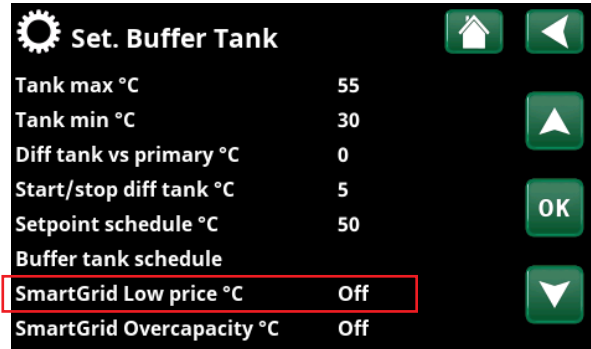 Set. Buffer Tank
Tank max °C 55
Tank min °C 30
Diff tank vs primary °C 0
Start/stop diff tank °C 5
Setpoint schedule °C 50
Buffer tank schedule
SmartGrid Low price °C Off
SmartGrid Overcapacity °C Off
OK